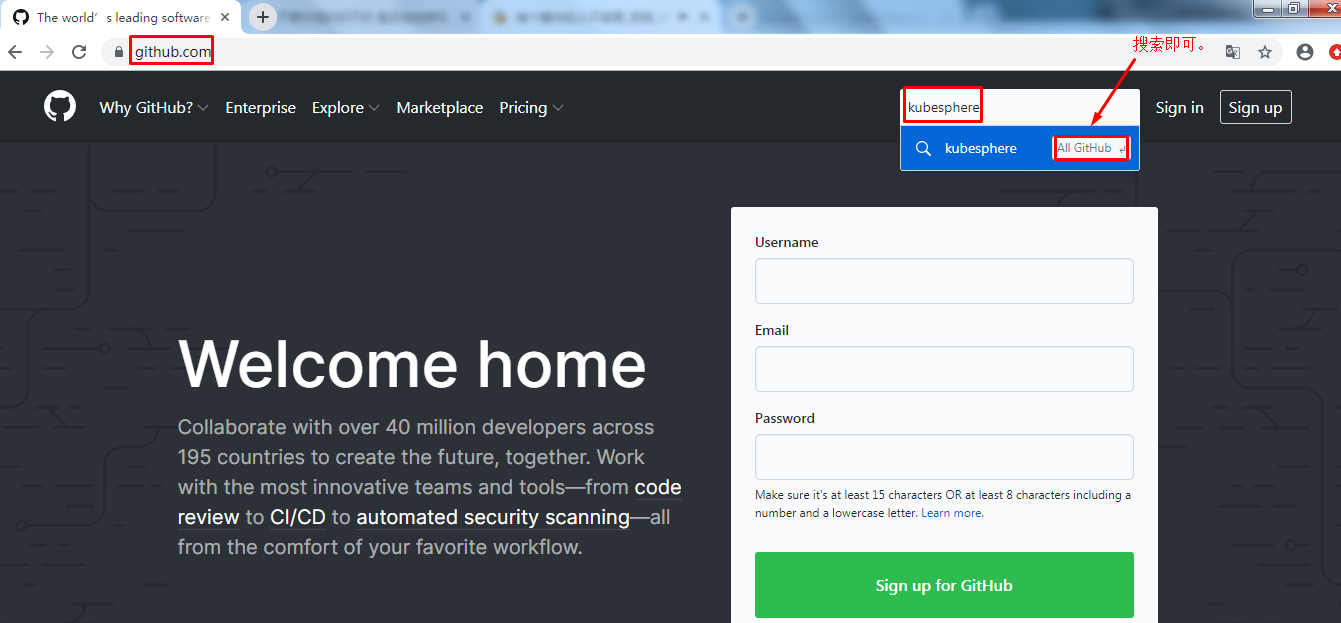 The world's leading software
github.com
搜索即可。
Why GitHub?
Enterprise
Explore
Marketplace
Pricing
kubesphere
Sign in
Sign up
kubesphere
All GitHub ↵
Username
Email
Welcome home
Password
Collaborate with over 40 million developers across
195 countries to create the future, together. Work
with the most innovative teams and tools—from code
review to CI/CD to automated security scanning—all
from the comfort of your favorite workflow.
Make sure it's at least 15 characters OR at least 8 characters including a
number and a lowercase letter. Learn more.
Sign up for GitHub